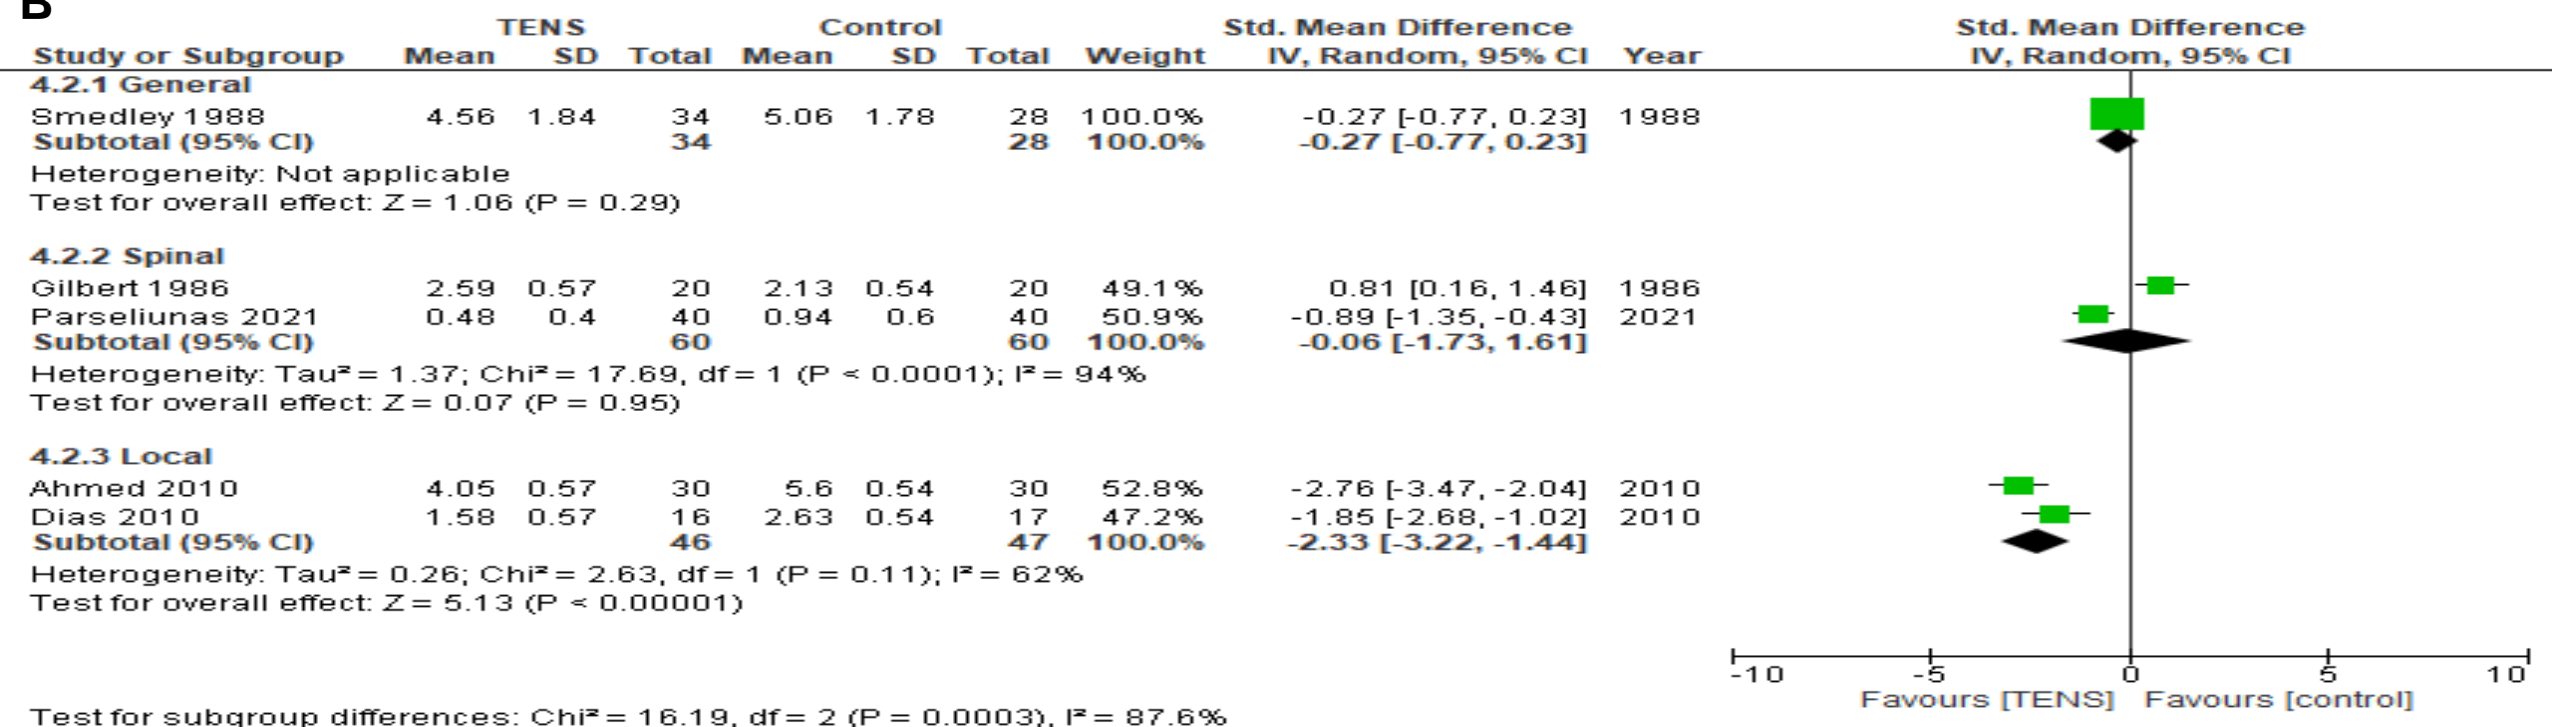 B
TENS Control Std. Mean Difference Std. Mean Difference
Study or Subgroup Mean SD Total Mean SD Total Weight IV, Random, 95% CI Year IV, Random, 95% CI
4.2.1 General
Smedley 1988 4.56 1.84 34 5.06 1.78 28 100.0% -0.27 [-0.77, 0.23] 1988
Subtotal (95% CI) 34 28 100.0% -0.27 [-0.77, 0.23]
Heterogeneity: Not applicable
Test for overall effect: Z = 1.06 (P = 0.29)
4.2.2 Spinal
Gilbert 1986 2.59 0.57 20 2.13 0.54 20 49.1% 0.81 [0.16, 1.46] 1986
Parseliunas 2021 0.48 0.4 40 0.94 0.6 40 50.9% -0.89 [-1.35, -0.43] 2021
Subtotal (95% CI) 60 60 100.0% -0.06 [-1.73, 1.61]
Heterogeneity: Tau² = 1.37; Chi² = 17.69, df = 1 (P < 0.0001); I² = 94%
Test for overall effect: Z = 0.07 (P = 0.95)
4.2.3 Local
Ahmed 2010 4.05 0.57 30 5.6 0.54 30 52.8% -2.76 [-3.47, -2.04] 2010
Dias 2010 1.58 0.57 16 2.63 0.54 17 47.2% -1.85 [-2.68, -1.02] 2010
Subtotal (95% CI) 46 47 100.0% -2.33 [-3.22, -1.44]
Heterogeneity: Tau² = 0.26; Chi² = 2.63, df = 1 (P = 0.11); I² = 62%
Test for overall effect: Z = 5.13 (P < 0.00001)
-10 -5 0 5 10
Favours [TENS] Favours [control]
Test for subgroup differences: Chi² = 16.19, df = 2 (P = 0.0003), I² = 87.6%